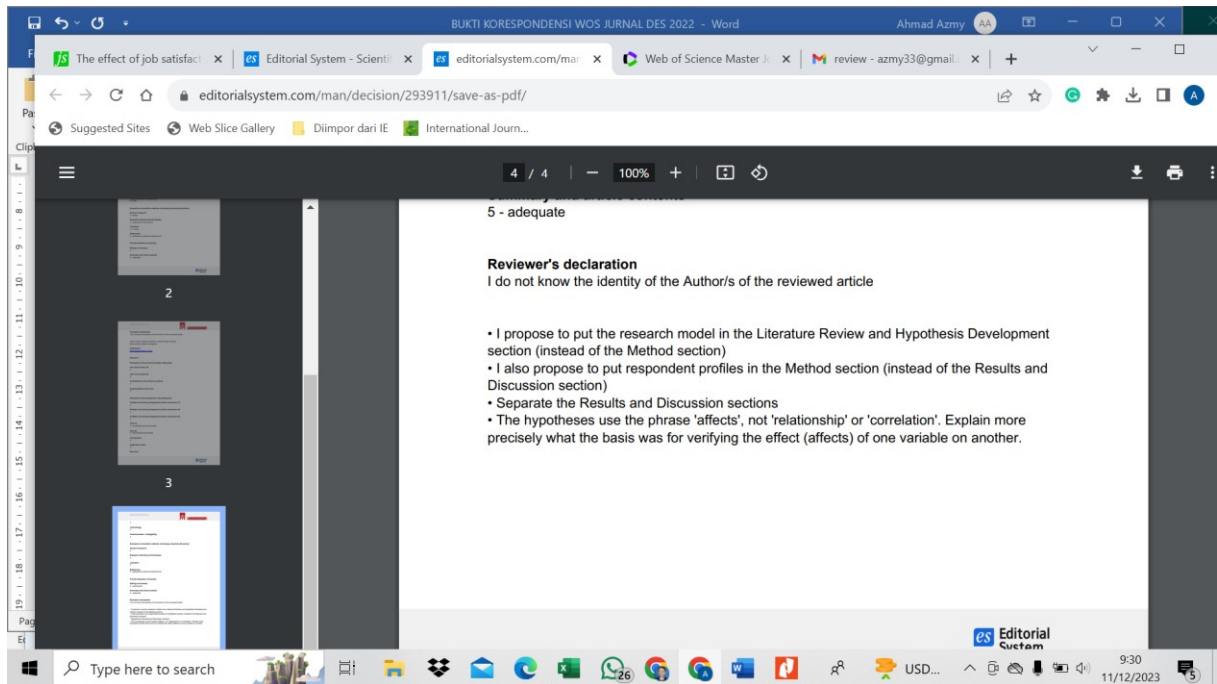 BUKTI KORESPONDENSI WOS JURNAL DES 2022 - Word
Ahmad Azmy
AA
The effect of job satisfact
Editorial System - Scienti
editorialsystem.com/mar
Web of Science Master J
review - azmy33@gmail.
editorialsystem.com/man/decision/293911/save-as-pdf/
Suggested Sites
Web Slice Gallery
Diimpor dari IE
International Journ...
4 / 4
100%
5 - adequate
Reviewer's declaration
I do not know the identity of the Author/s of the reviewed article
• I propose to put the research model in the Literature Review and Hypothesis Development
section (instead of the Method section)
• I also propose to put respondent profiles in the Method section (instead of the Results and
Discussion section)
• Separate the Results and Discussion sections
• The hypotheses use the phrase 'affects', not 'relationship' or 'correlation'. Explain more
precisely what the basis was for verifying the effect (affects) of one variable on another.
2
3
es Editorial
System
Type here to search
26
USD...
9:30
11/12/2023
5